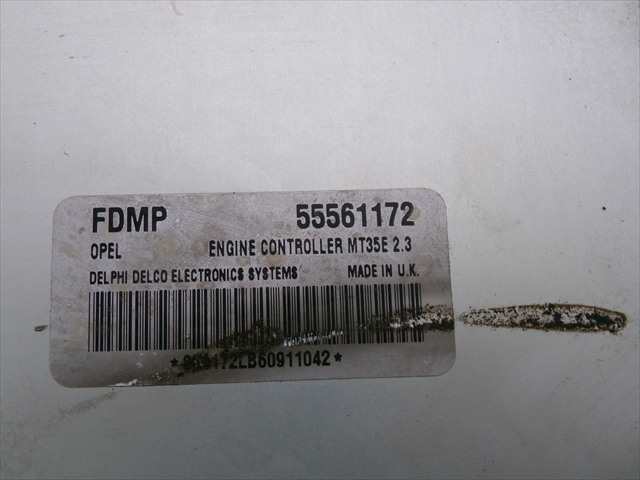 FDMP 55561172
OPEL ENGINE CONTROLLER MT35E 2.3
DELPHI DELCO ELECTRONICS SYSTEMS MADE IN U.K.